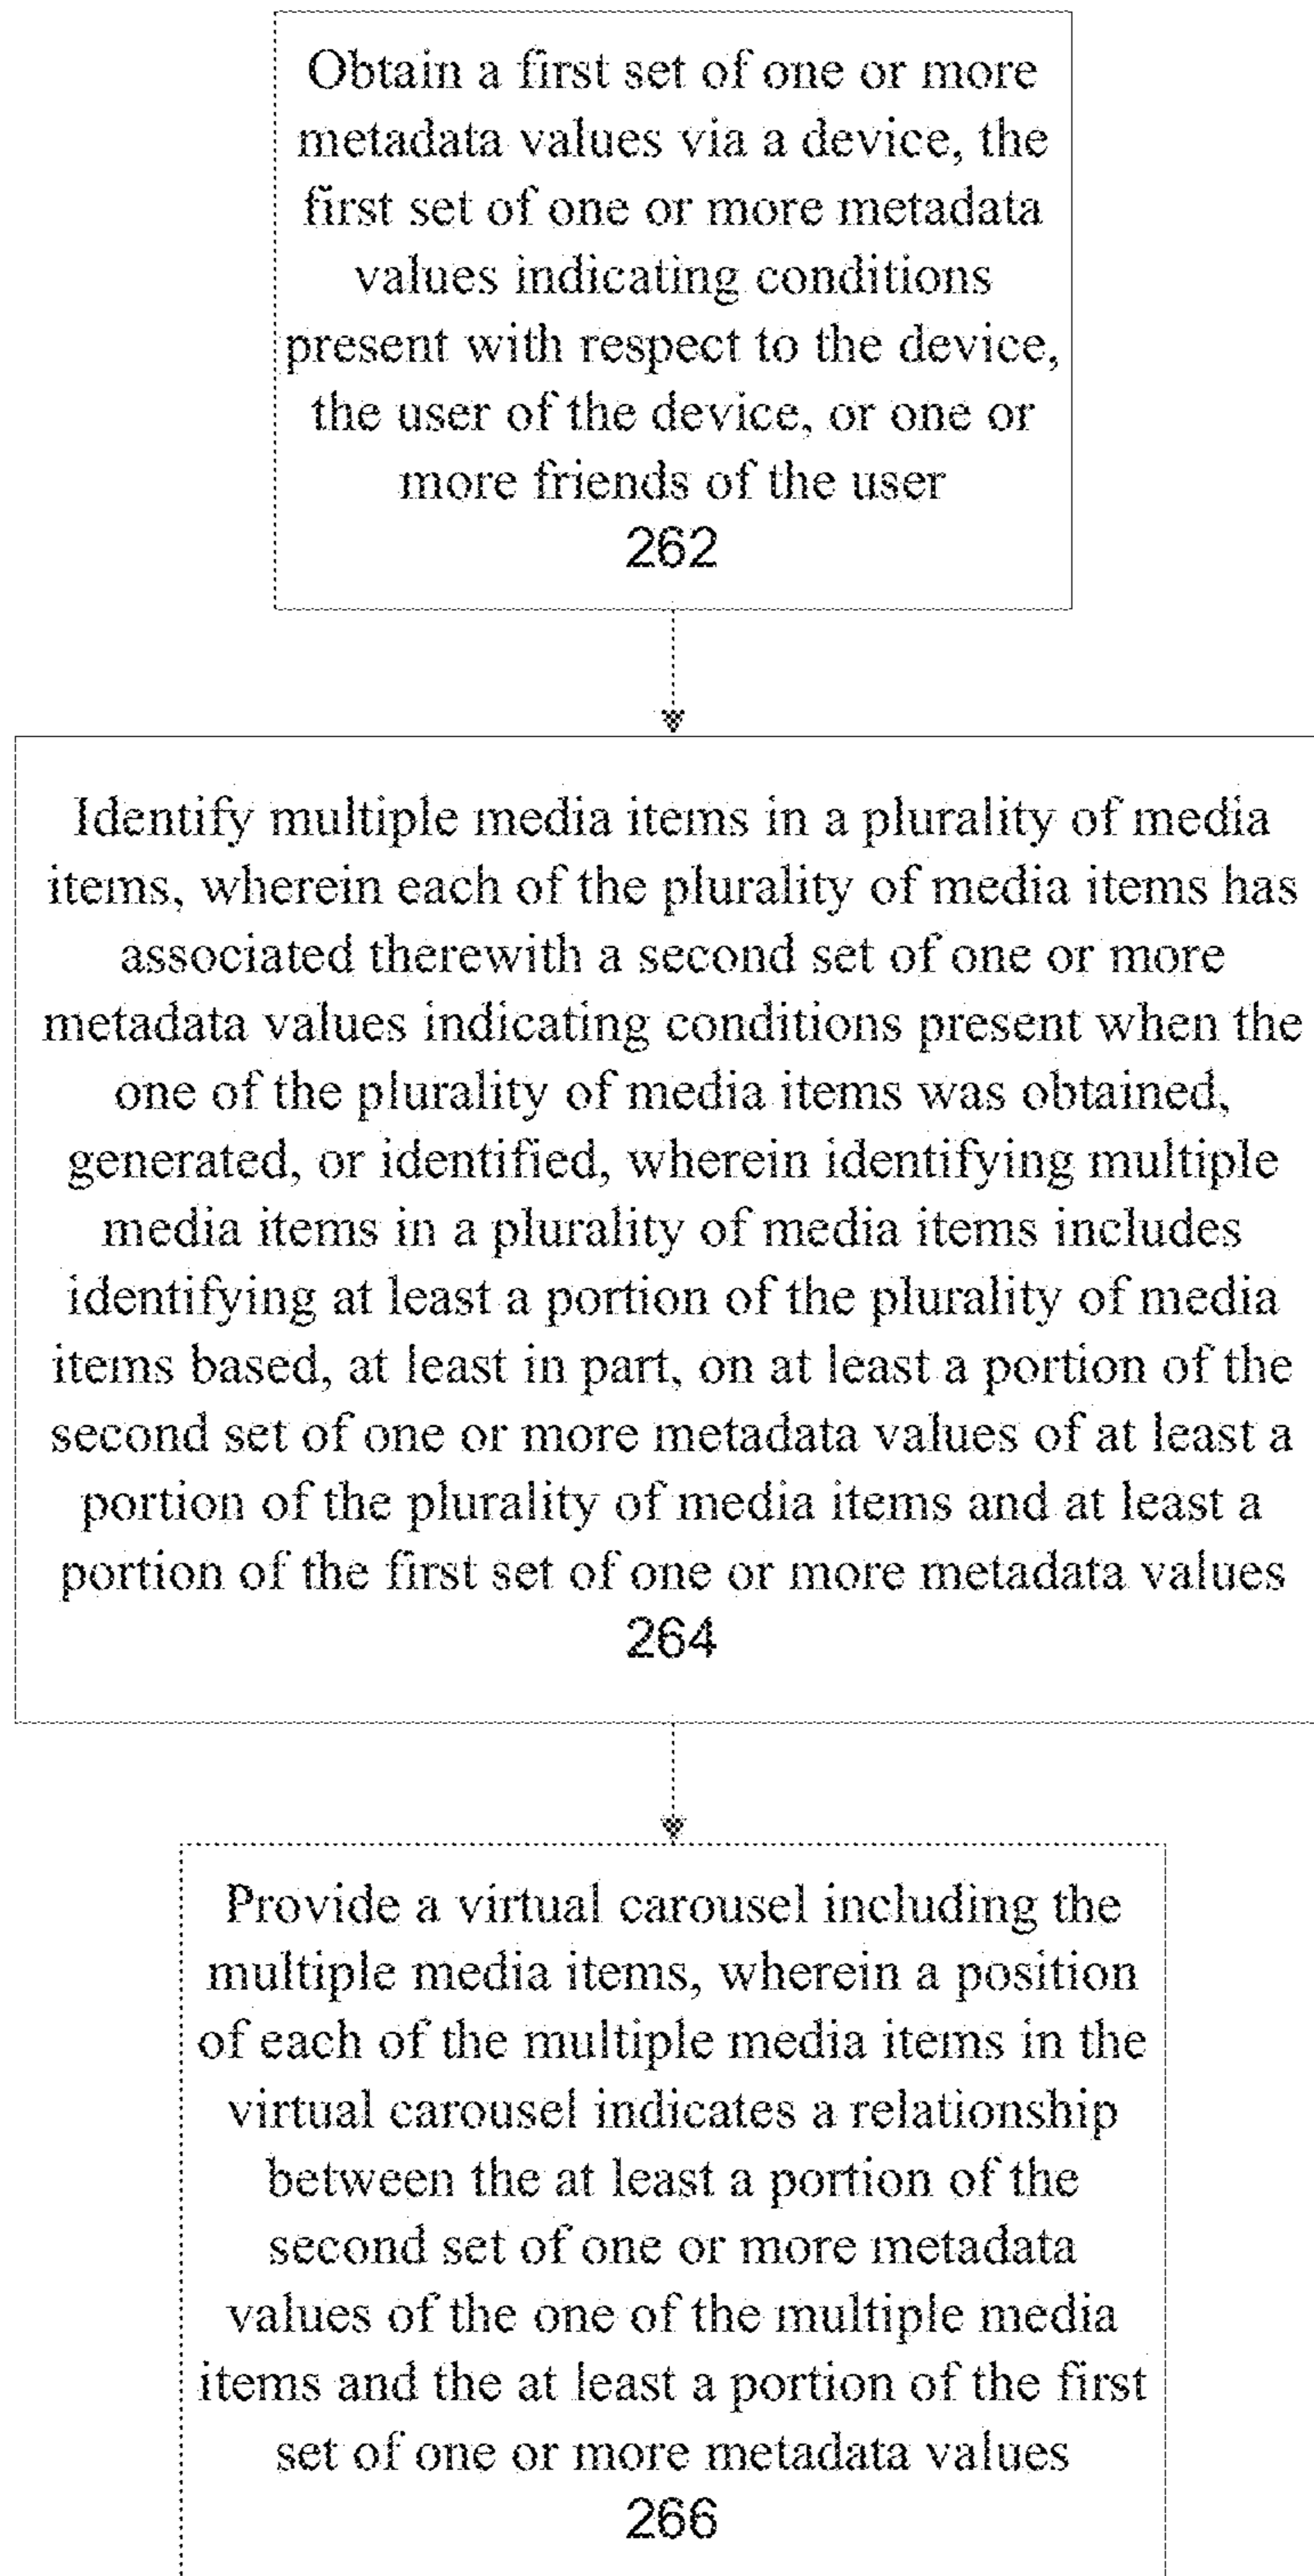 Obtain a first set of one or more
metadata values via a device, the
first set of one or more metadata
values indicating conditions
present with respect to the device,
the user of the device, or one or
more friends of the user
262
Identify multiple media items in a plurality of media
items, wherein each of the plurality of media items has
associated therewith a second set of one or more
metadata values indicating conditions present when the
one of the plurality of media items was obtained,
generated, or identified, wherein identifying multiple
media items in a plurality of media items includes
identifying at least a portion of the plurality of media
items based, at least in part, on at least a portion of the
second set of one or more metadata values of at least a
portion of the plurality of media items and at least a
portion of the first set of one or more metadata values
264
Provide a virtual carousel including the
multiple media items, wherein a position
of each of the multiple media items in the
virtual carousel indicates a relationship
between the at least a portion of the
second set of one or more metadata
values of the one of the multiple media
items and the at least a portion of the first
set of one or more metadata values
266